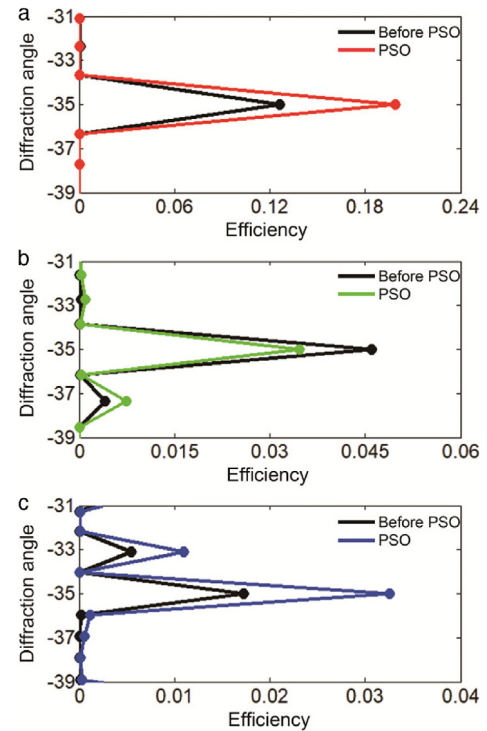 a
-31
-33
-35
-37
-39
Diffraction angle
Before PSO
PSO
0 0.06 0.12 0.18 0.24
Efficiency
b
-31
-33
-35
-37
-39
Diffraction angle
Before PSO
PSO
0 0.015 0.03 0.045 0.06
Efficiency
c
-31
-33
-35
-37
-39
Diffraction angle
Before PSO
PSO
0 0.01 0.02 0.03 0.04
Efficiency